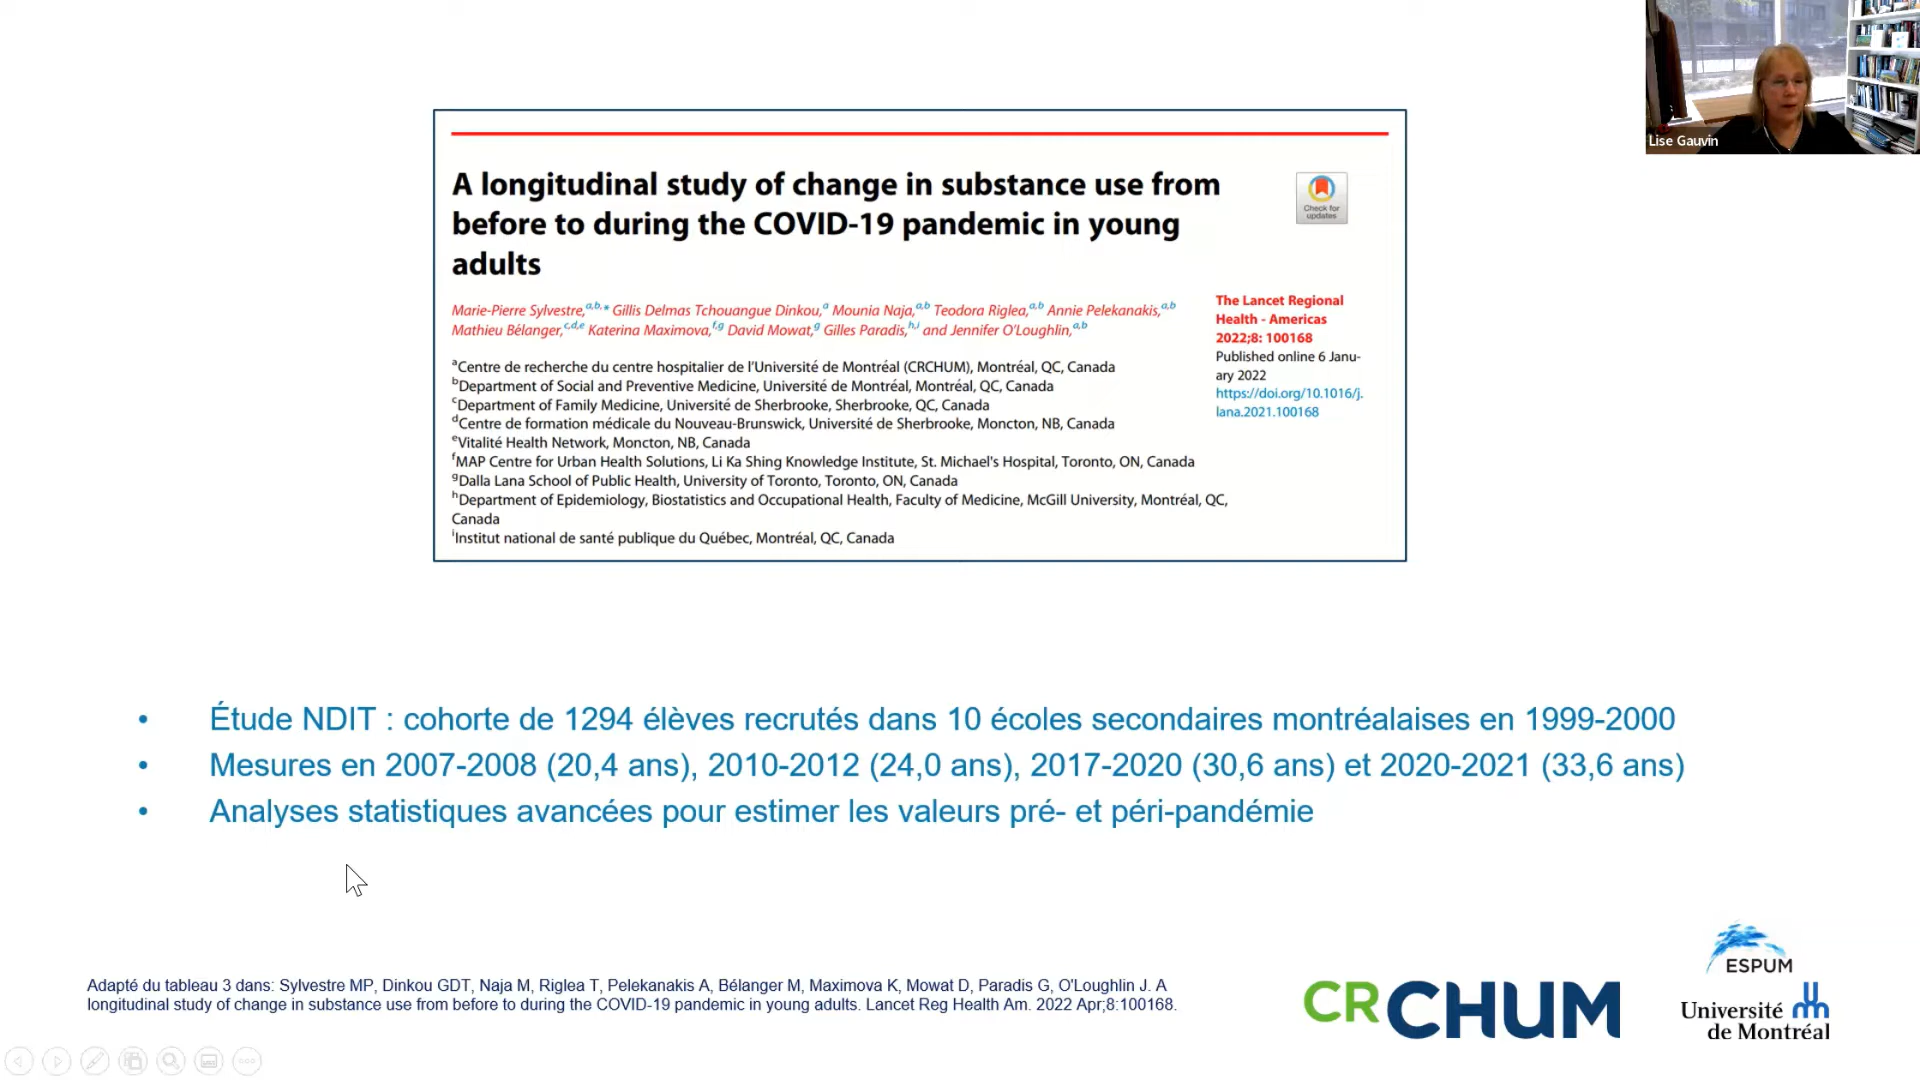 Lise Gauvin
A longitudinal study of change in substance use from
before to during the COVID-19 pandemic in young
adults
Check for
updates
Marie-Pierre Sylvestre,a,b,* Gillis Delmas Tchouangue Dinkou,a Mounia Naja,a,b Teodora Riglea,a,b Annie Pelekanakis,a,b
Mathieu Bélanger,c,d,e Katerina Maximova,f,g David Mowat,g Gilles Paradis,h,i and Jennifer O'Loughlin,a,b
The Lancet Regional
Health - Americas
2022;8: 100168
Published online 6 Janu-
ary 2022
https://doi.org/10.1016/j.
lana.2021.100168
aCentre de recherche du centre hospitalier de l'Université de Montréal (CRCHUM), Montréal, QC, Canada
bDepartment of Social and Preventive Medicine, Université de Montréal, Montréal, QC, Canada
cDepartment of Family Medicine, Université de Sherbrooke, Sherbrooke, QC, Canada
dCentre de formation médicale du Nouveau-Brunswick, Université de Sherbrooke, Moncton, NB, Canada
eVitalité Health Network, Moncton, NB, Canada
fMAP Centre for Urban Health Solutions, Li Ka Shing Knowledge Institute, St. Michael's Hospital, Toronto, ON, Canada
gDalla Lana School of Public Health, University of Toronto, Toronto, ON, Canada
hDepartment of Epidemiology, Biostatistics and Occupational Health, Faculty of Medicine, McGill University, Montréal, QC,
Canada
iInstitut national de santé publique du Québec, Montréal, QC, Canada
• Étude NDIT : cohorte de 1294 élèves recrutés dans 10 écoles secondaires montréalaises en 1999-2000
• Mesures en 2007-2008 (20,4 ans), 2010-2012 (24,0 ans), 2017-2020 (30,6 ans) et 2020-2021 (33,6 ans)
• Analyses statistiques avancées pour estimer les valeurs pré- et péri-pandémie
Adapté du tableau 3 dans: Sylvestre MP, Dinkou GDT, Naja M, Riglea T, Pelekanakis A, Bélanger M, Maximova K, Mowat D, Paradis G, O'Loughlin J. A
longitudinal study of change in substance use from before to during the COVID-19 pandemic in young adults. Lancet Reg Health Am. 2022 Apr;8:100168.
CRCHUM
ESPUM
Université
de Montréal